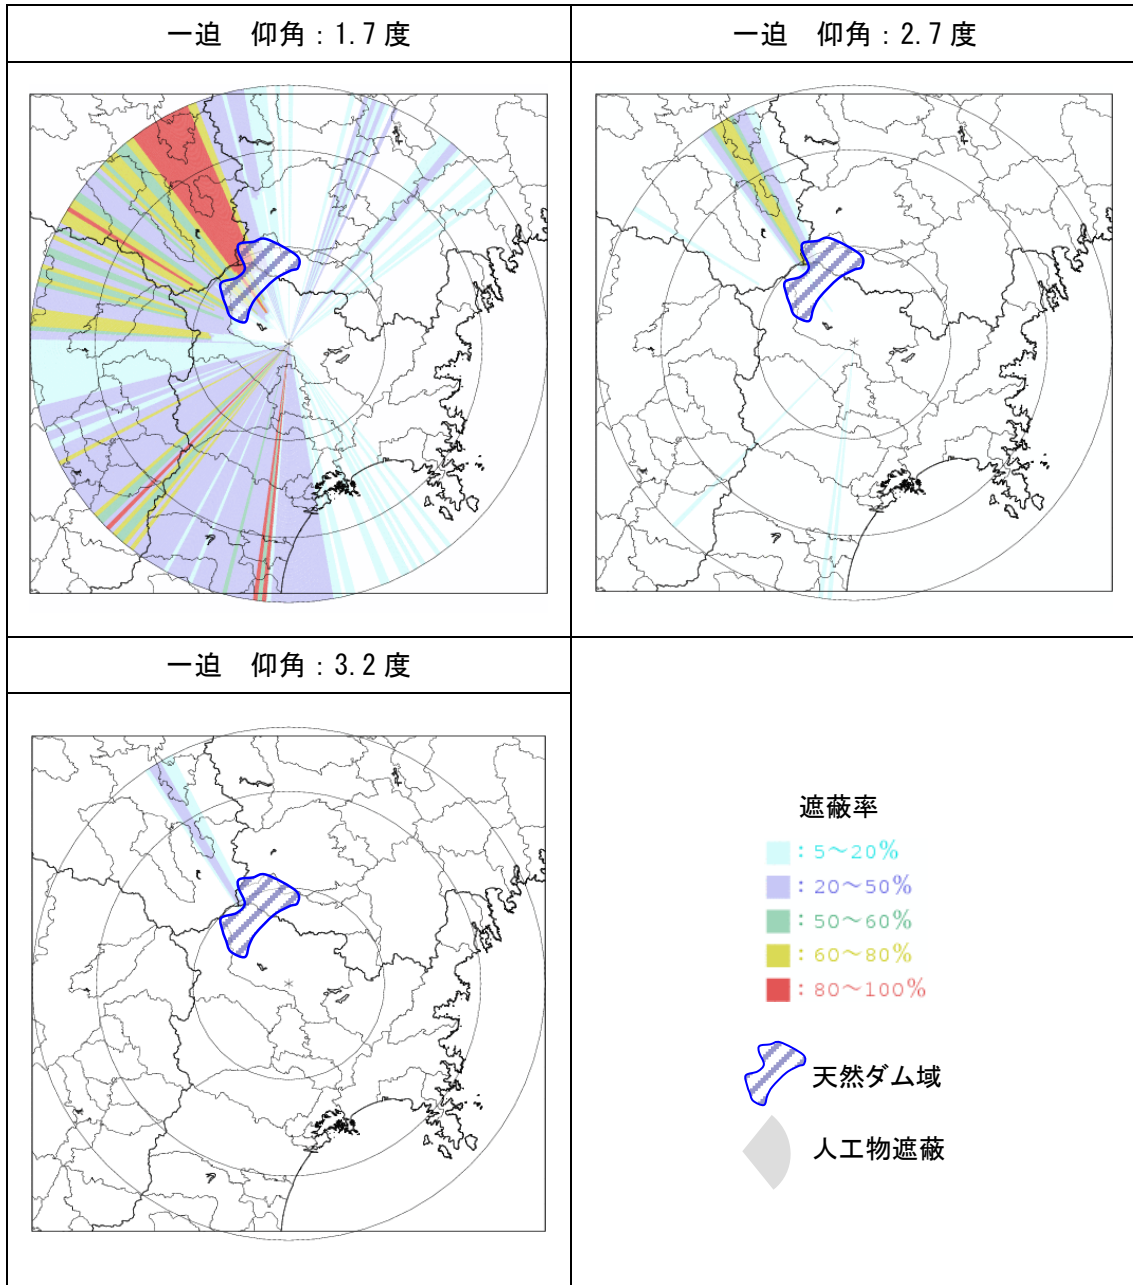 一迫　仰角：1.7 度
一迫　仰角：2.7 度
一迫　仰角：3.2 度
遮蔽率
：5～20%
：20～50%
：50～60%
：60～80%
：80～100%
天然ダム域
人工物遮蔽